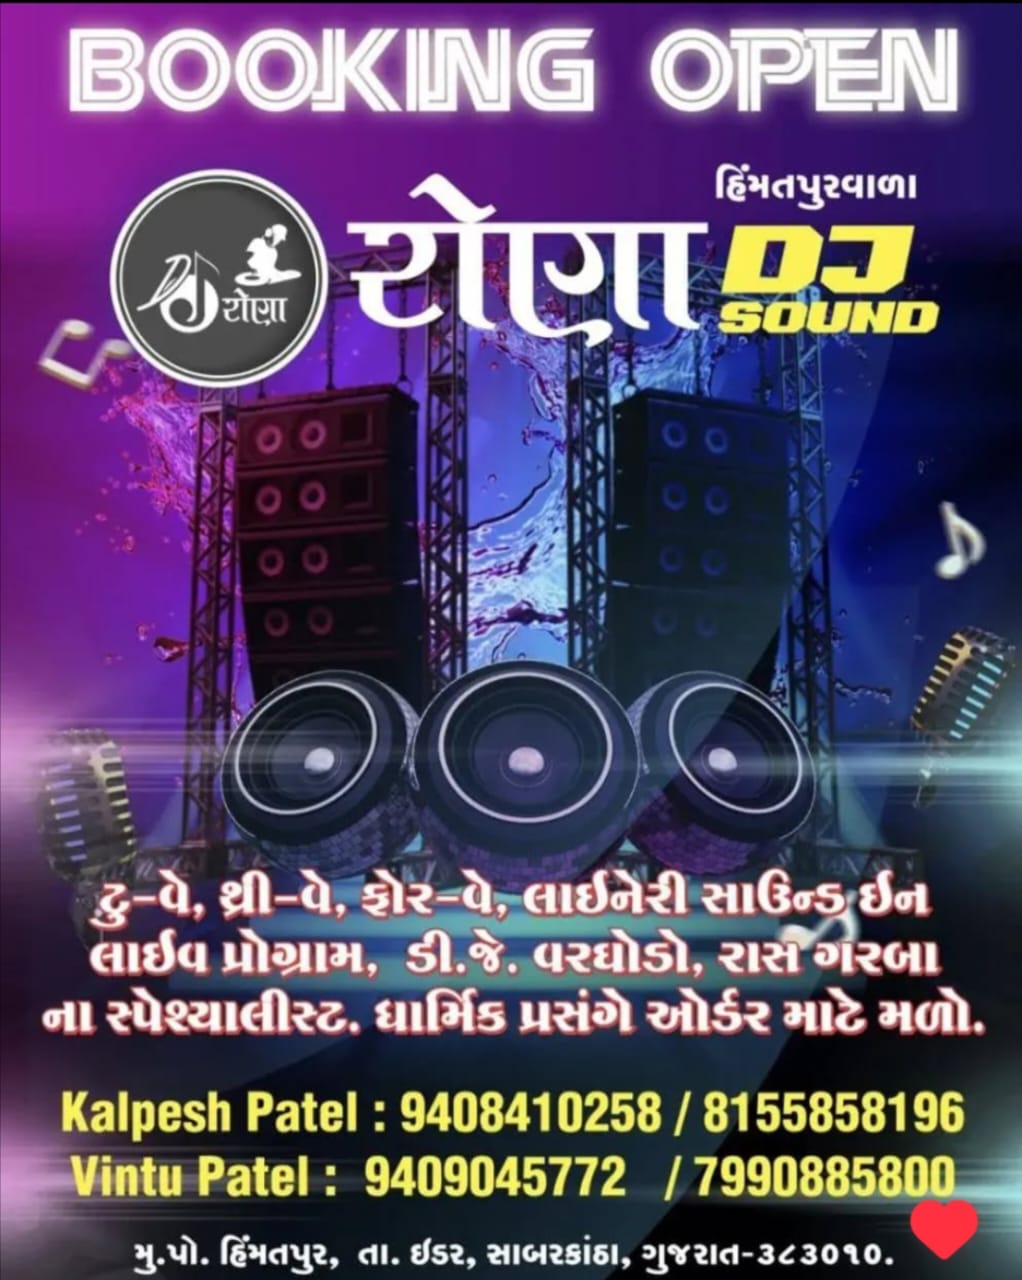 BOOKING OPEN
હિંમતપુરવાળા
DJ રોણા
રોણા DJ
SOUND
ટુ-વે, થ્રી-વે, ફોર-વે, લાઈનેરી સાઉન્ડ ઈન
લાઈવ પ્રોગ્રામ, ડી.જે. વરઘોડો, રાસ ગરબા
ના સ્પેશ્યાલીસ્ટ. ધાર્મિક પ્રસંગે ઓર્ડર માટે મળો.
Kalpesh Patel : 9408410258 / 8155858196
Vintu Patel : 9409045772 / 7990885800
મુ.પો. હિંમતપુર, તા. ઈડર, સાબરકાંઠા, ગુજરાત-૩૮૩૦૧૦.